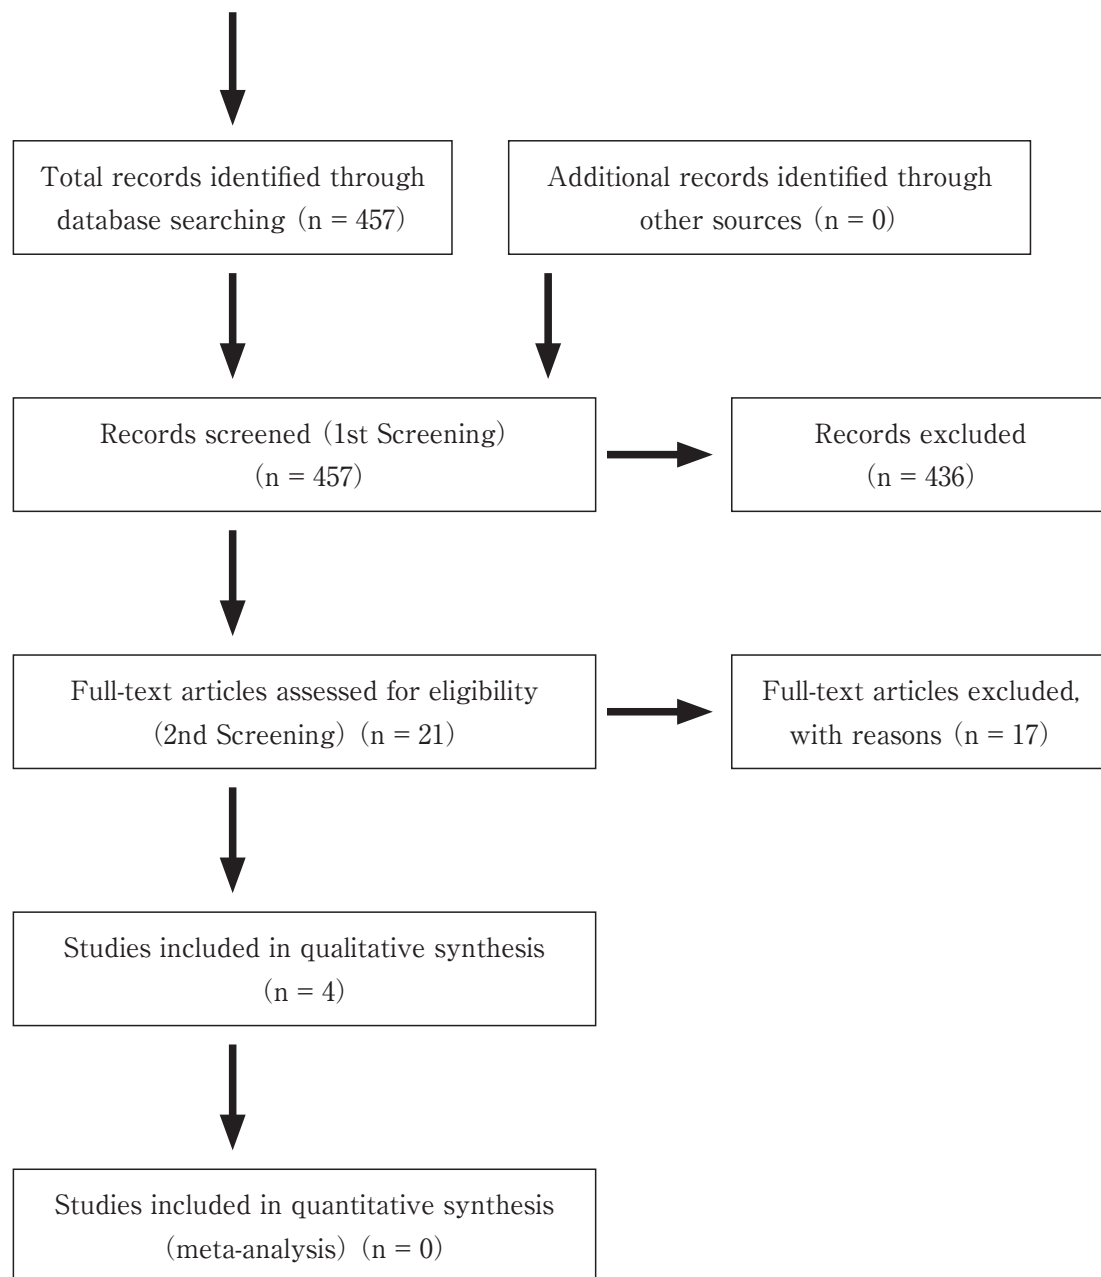 Total records identified through
database searching (n = 457)
Additional records identified through
other sources (n = 0)
Records screened (1st Screening)
(n = 457)
Records excluded
(n = 436)
Full-text articles assessed for eligibility
(2nd Screening) (n = 21)
Full-text articles excluded,
with reasons (n = 17)
Studies included in qualitative synthesis
(n = 4)
Studies included in quantitative synthesis
(meta-analysis) (n = 0)